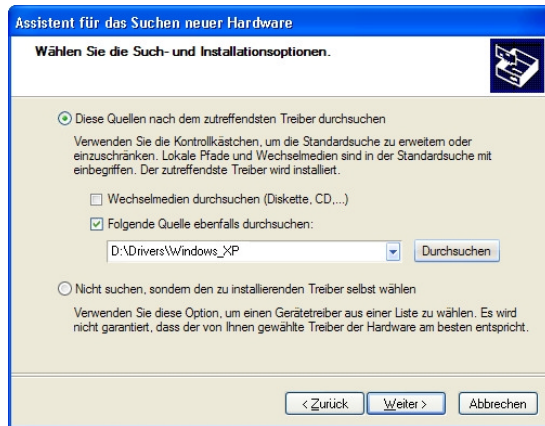 Assistent für das Suchen neuer Hardware
Wählen Sie die Such- und Installationsoptionen.
Diese Quellen nach dem zutreffendsten Treiber durchsuchen
Verwenden Sie die Kontrollkästchen, um die Standardsuche zu erweitern oder
einzuschränken. Lokale Pfade und Wechselmedien sind in der Standardsuche mit
einbegriffen. Der zutreffendste Treiber wird installiert.
Wechselmedien durchsuchen (Diskette, CD,...)
Folgende Quelle ebenfalls durchsuchen:
D:\Drivers\Windows_XP
Durchsuchen
Nicht suchen, sondern den zu installierenden Treiber selbst wählen
Verwenden Sie diese Option, um einen Gerätetreiber aus einer Liste zu wählen. Es wird
nicht garantiert, dass der von Ihnen gewählte Treiber der Hardware am besten entspricht.
< Zurück Weiter > Abbrechen